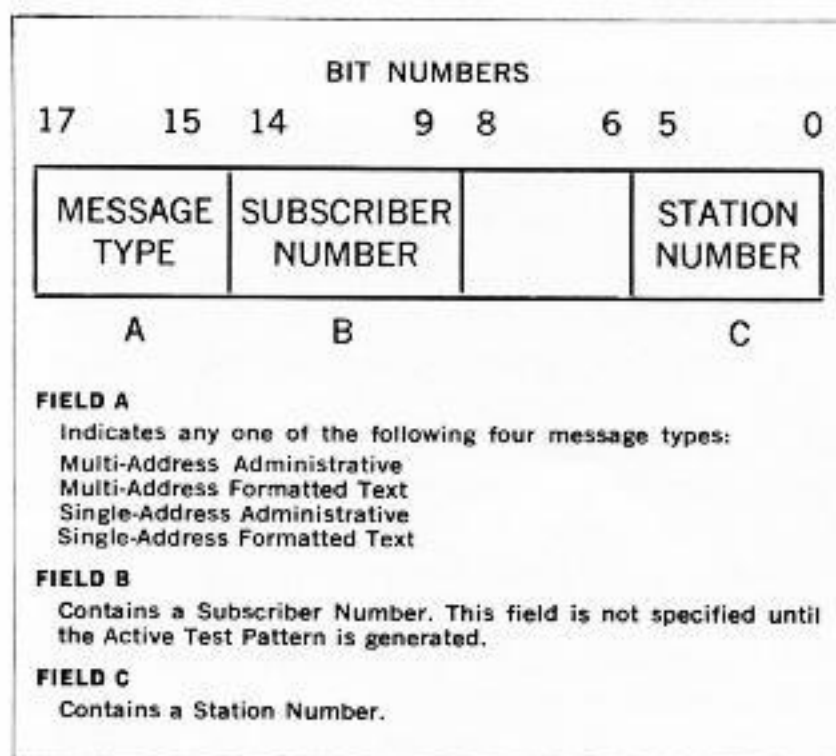 BIT NUMBERS
17 15 14 9 8 6 5 0
MESSAGE TYPE
SUBSCRIBER NUMBER
STATION NUMBER
A B C
FIELD A
Indicates any one of the following four message types:
Multi-Address Administrative
Multi-Address Formatted Text
Single-Address Administrative
Single-Address Formatted Text
FIELD B
Contains a Subscriber Number. This field is not specified until
the Active Test Pattern is generated.
FIELD C
Contains a Station Number.